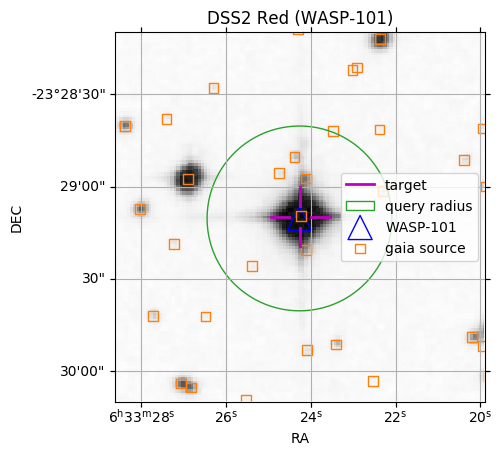 DSS2 Red (WASP-101)
-23°28'30"
29'00"
30"
30'00"
DEC
target
query radius
WASP-101
gaia source
6ʰ33ᵐ28ˢ
26ˢ
24ˢ
22ˢ
20ˢ
RA